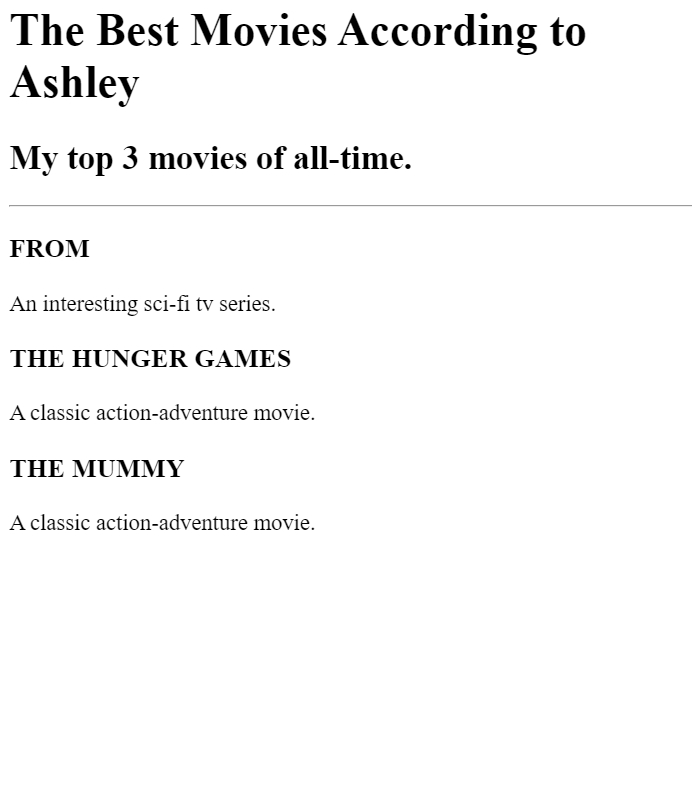 The Best Movies According to
Ashley
My top 3 movies of all-time.
FROM
An interesting sci-fi tv series.
THE HUNGER GAMES
A classic action-adventure movie.
THE MUMMY
A classic action-adventure movie.